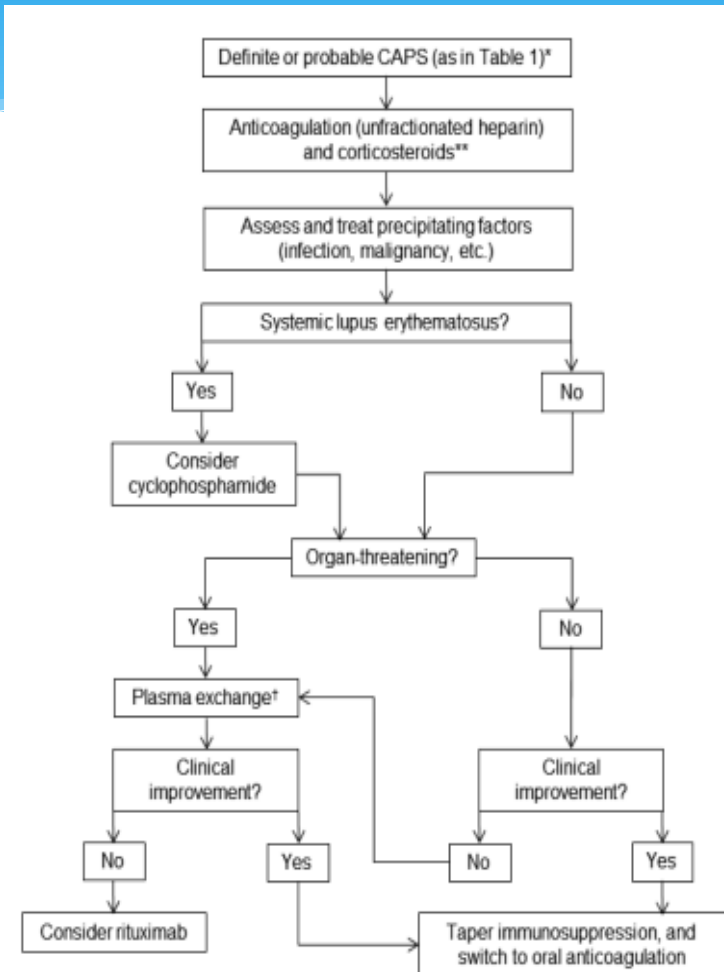 Definite or probable CAPS (as in Table 1)*
Anticoagulation (unfractionated heparin)
and corticosteroids**
Assess and treat precipitating factors
(infection, malignancy, etc.)
Systemic lupus erythematosus?
Yes
No
Consider
cyclophosphamide
Organ-threatening?
Yes
No
Plasma exchange†
Clinical
improvement?
Clinical
improvement?
No
Yes
No
Yes
Consider rituximab
Taper immunosuppression, and
switch to oral anticoagulation